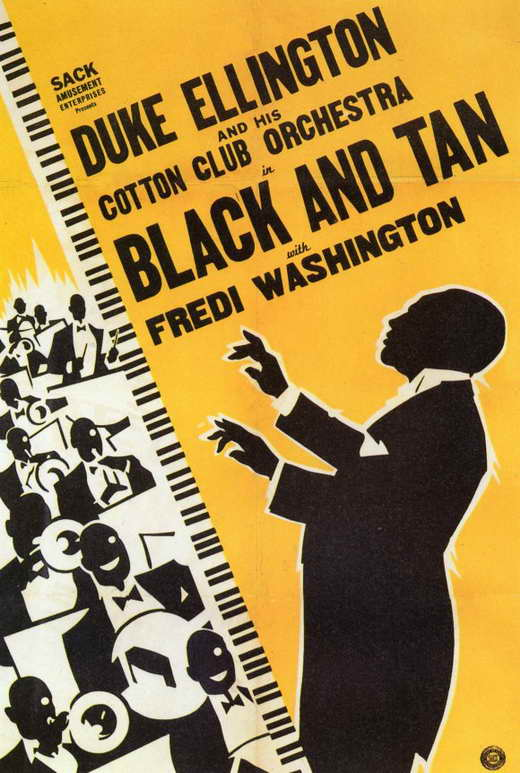 SACK
AMUSEMENT
ENTERPRISES
Presents
DUKE ELLINGTON
AND HIS
COTTON CLUB ORCHESTRA
in
BLACK AND TAN
with
FREDI WASHINGTON